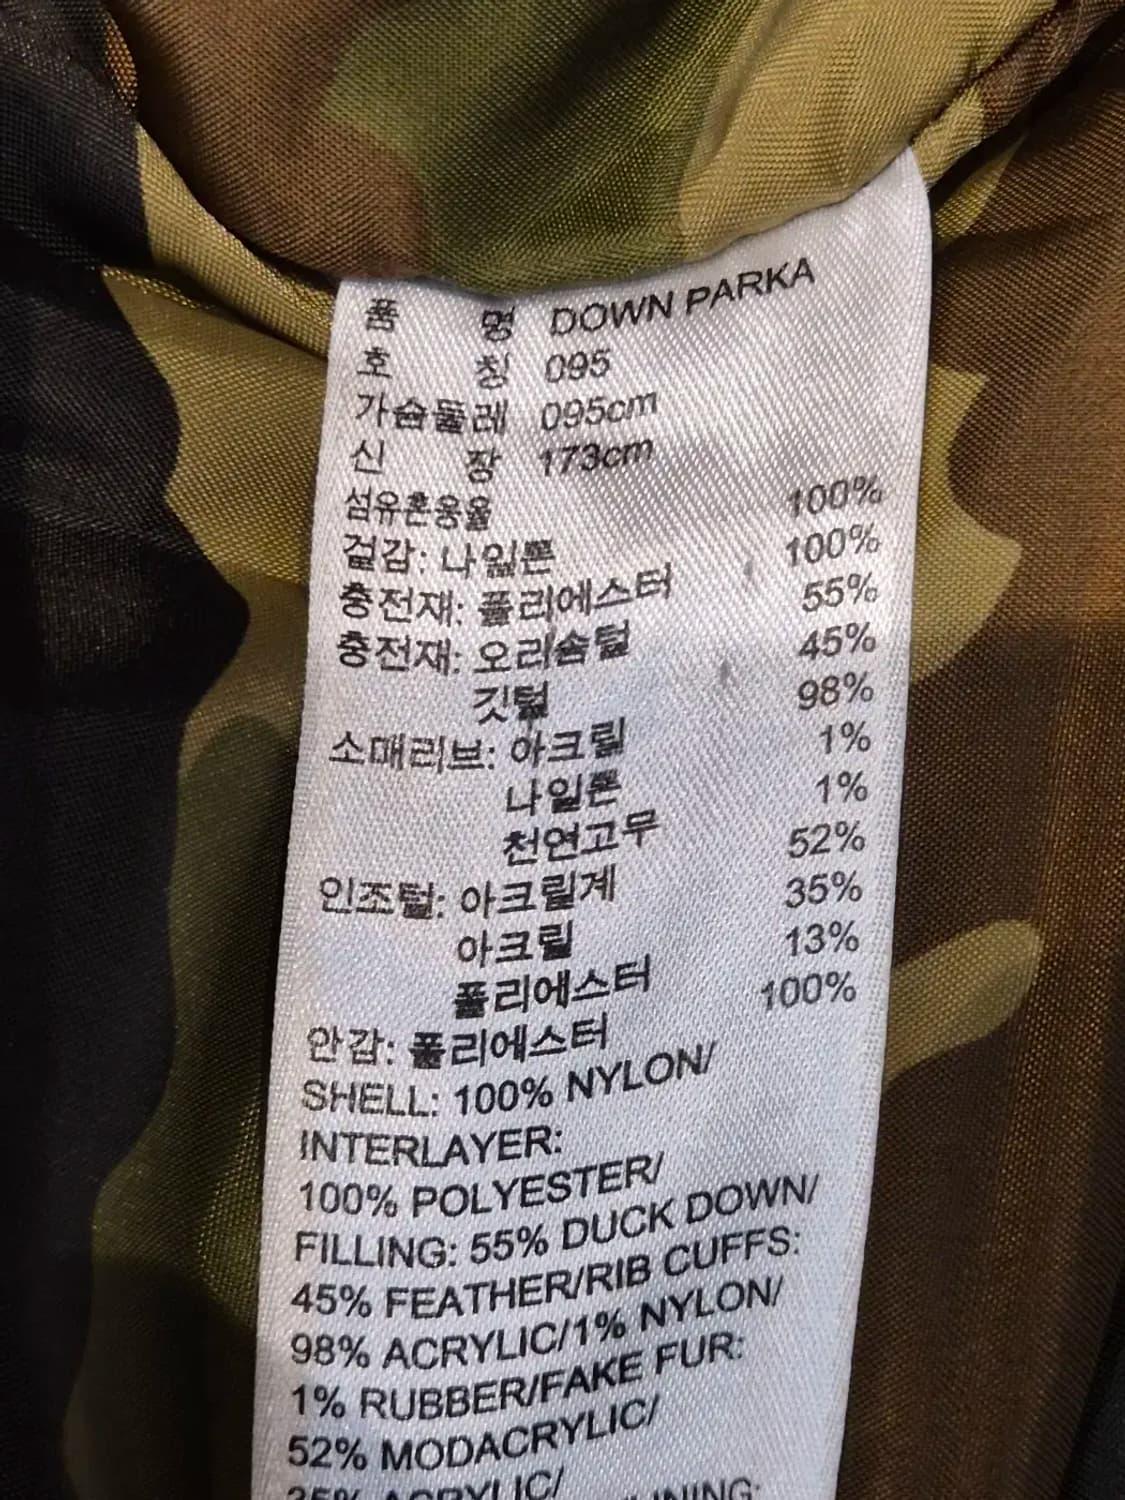 품 명 DOWN PARKA
호 칭 095
가슴둘레 095cm
신 장 173cm
섬유혼용율
겉감: 나일론 100%
충전재: 폴리에스터 100%
충전재: 오리솜털 55%
깃털 45%
소매리브: 아크릴 98%
나일론 1%
천연고무 1%
인조털: 아크릴계 52%
아크릴 35%
폴리에스터 13%
안감: 폴리에스터 100%
SHELL: 100% NYLON/
INTERLAYER:
100% POLYESTER/
FILLING: 55% DUCK DOWN/
45% FEATHER/RIB CUFFS:
98% ACRYLIC/1% NYLON/
1% RUBBER/FAKE FUR:
52% MODACRYLIC/
35% ACRYLIC/
LINING: